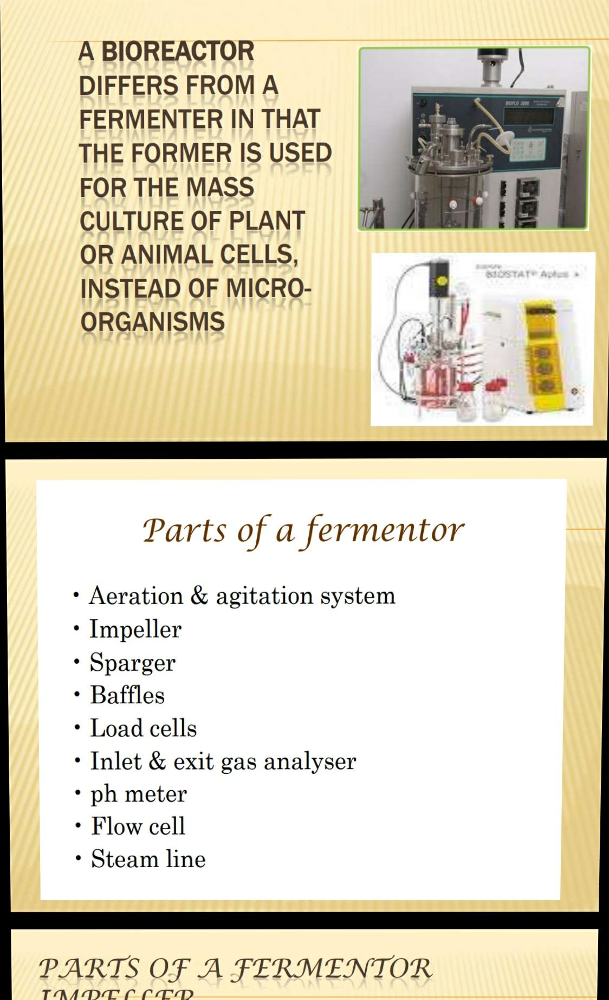 A BIOREACTOR
DIFFERS FROM A
FERMENTER IN THAT
THE FORMER IS USED
FOR THE MASS
CULTURE OF PLANT
OR ANIMAL CELLS,
INSTEAD OF MICRO-
ORGANISMS
BIOFLO 3000
BIOSTAT® Aplus
Parts of a fermentor
• Aeration & agitation system
• Impeller
• Sparger
• Baffles
• Load cells
• Inlet & exit gas analyser
• ph meter
• Flow cell
• Steam line
PARTS OF A FERMENTOR
IMPELLER